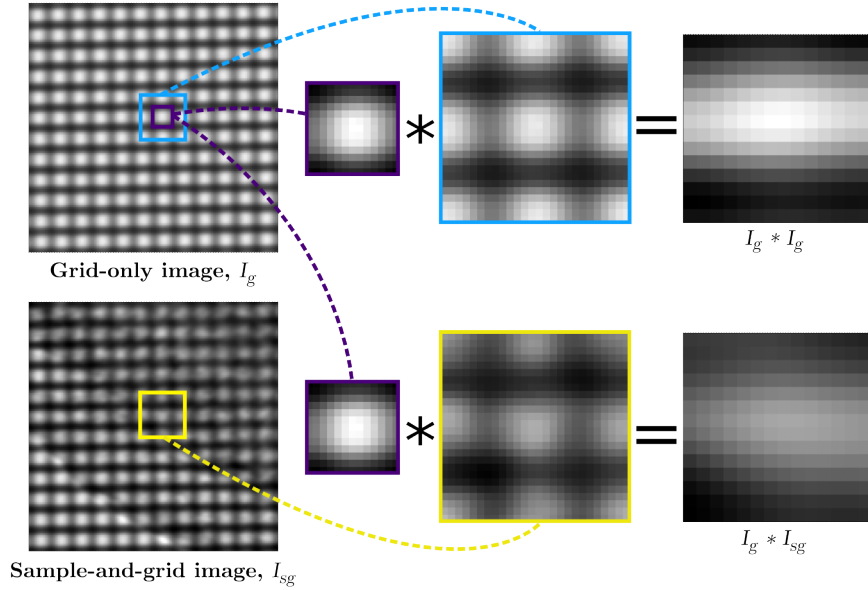 * =
I_g * I_g
Grid-only image, I_g
* =
I_g * I_sg
Sample-and-grid image, I_sg